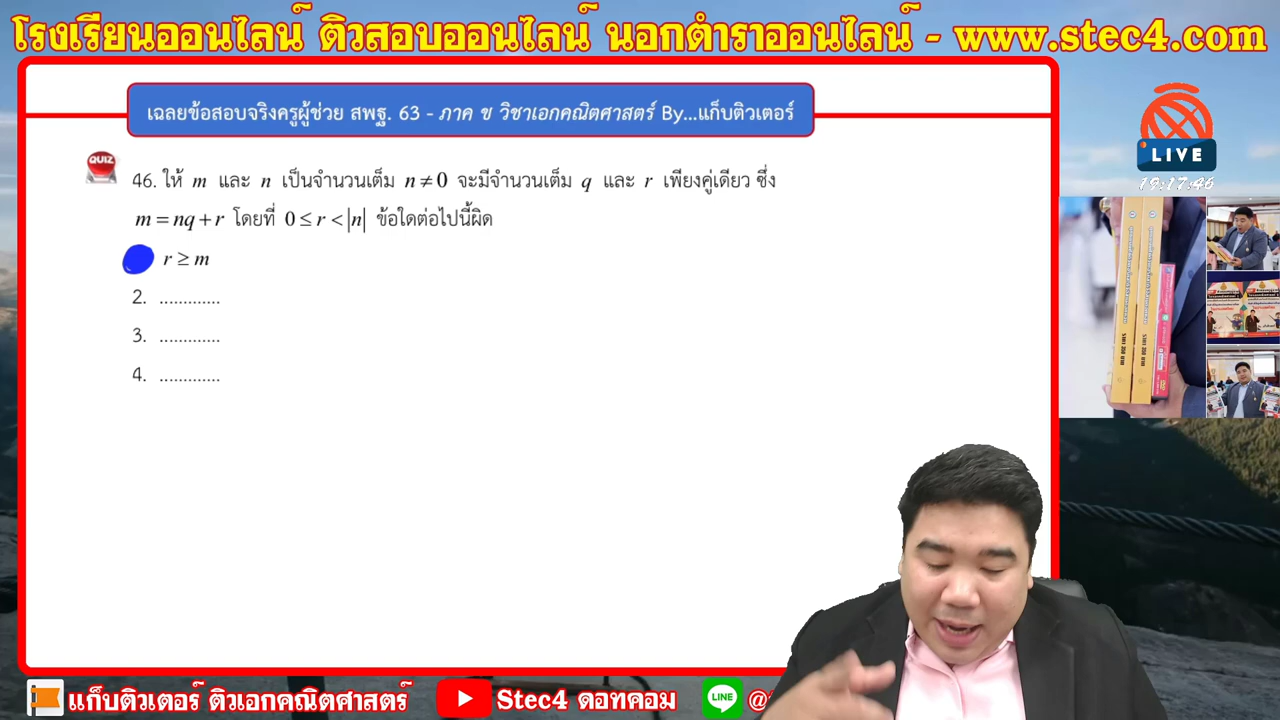 โรงเรียนออนไลน์ ติวสอบออนไลน์ นอกตำราออนไลน์ - www.stec4.com
เฉลยข้อสอบจริงครูผู้ช่วย สพฐ. 63 - ภาค ข วิชาเอกคณิตศาสตร์ By...แก็บติวเตอร์
LIVE
19:17:46
QUIZ
46. ให้ m และ n เป็นจำนวนเต็ม n ≠ 0 จะมีจำนวนเต็ม q และ r เพียงคู่เดียว ซึ่ง
m = nq + r โดยที่ 0 ≤ r < |n| ข้อใดต่อไปนี้ผิด
r ≥ m
2. ............
3. ............
4. ............
แก็บติวเตอร์ ติวเอกคณิตศาสตร์
Stec4 ดอทคอม
LINE @